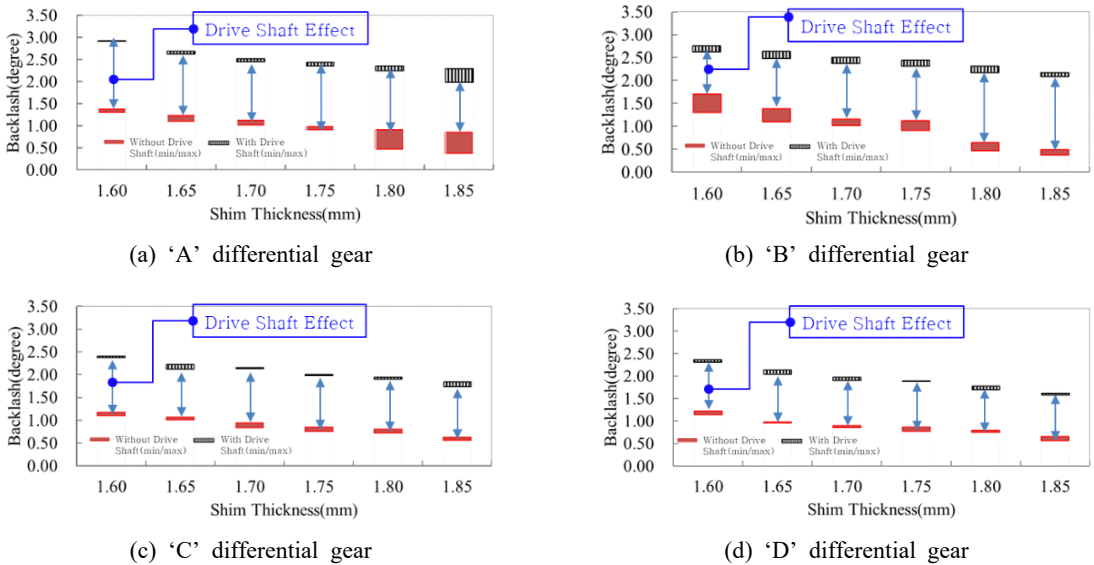 3.50
3.00
2.50
2.00
1.50
1.00
0.50
0.00
Backlash(degree)
Drive Shaft Effect
Without Drive
Shaft(min/max)
With Drive
Shaft(min/max)
1.60 1.65 1.70 1.75 1.80 1.85
Shim Thickness(mm)
(a) ‘A’ differential gear
3.50
3.00
2.50
2.00
1.50
1.00
0.50
0.00
Backlash(degree)
Drive Shaft Effect
Without Drive
Shaft(min/max)
With Drive
Shaft(min/max)
1.60 1.65 1.70 1.75 1.80 1.85
Shim Thickness(mm)
(b) ‘B’ differential gear
3.50
3.00
2.50
2.00
1.50
1.00
0.50
0.00
Backlash(degree)
Drive Shaft Effect
Without Drive
Shaft(min/max)
With Drive
Shaft(min/max)
1.60 1.65 1.70 1.75 1.80 1.85
Shim Thickness(mm)
(c) ‘C’ differential gear
3.50
3.00
2.50
2.00
1.50
1.00
0.50
0.00
Backlash(degree)
Drive Shaft Effect
Without Drive
Shaft(min/max)
With Drive
Shaft(min/max)
1.60 1.65 1.70 1.75 1.80 1.85
Shim Thickness(mm)
(d) ‘D’ differential gear